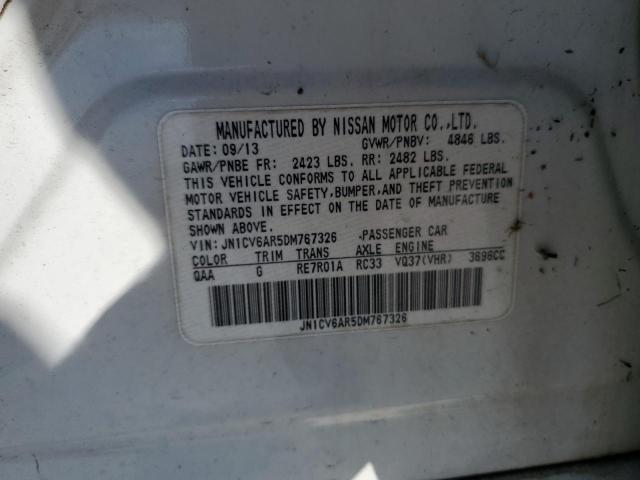 MANUFACTURED BY NISSAN MOTOR CO.,LTD.
DATE: 09/13 GVWR/PNBV: 4846 LBS.
GAWR/PNBE FR: 2423 LBS. RR: 2482 LBS.
THIS VEHICLE CONFORMS TO ALL APPLICABLE FEDERAL
MOTOR VEHICLE SAFETY,BUMPER,AND THEFT PREVENTION
STANDARDS IN EFFECT ON THE DATE OF MANUFACTURE
SHOWN ABOVE.
VIN: JN1CV6AR5DM767326 PASSENGER CAR
COLOR TRIM TRANS AXLE ENGINE
QAA G RE7R01A RC33 VQ37(VHR) 3696CC
JN1CV6AR5DM767326